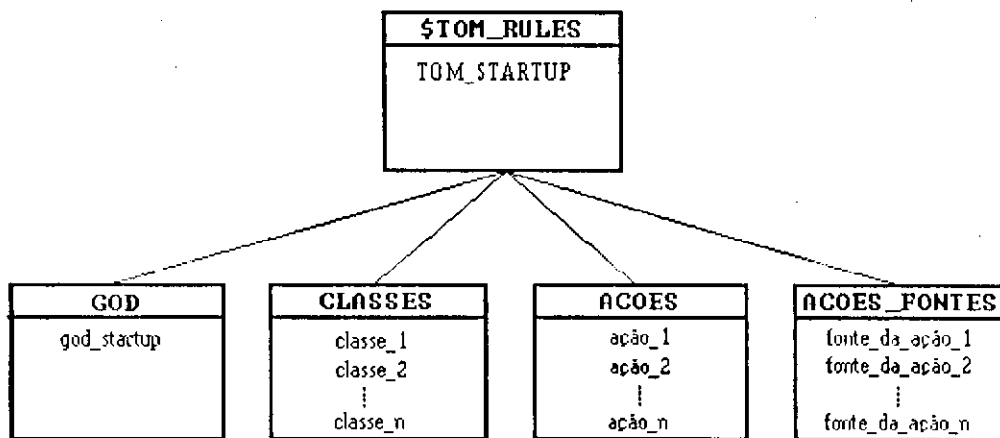 $TOM_RULES
TOM_STARTUP
GOD
god_startup
CLASSES
classe_1
classe_2
classe_n
ACOES
ação_1
ação_2
ação_n
ACOES_FONTES
fonte_da_ação_1
fonte_da_ação_2
fonte_da_ação_n